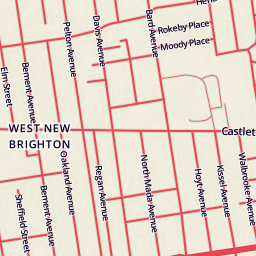 Hend
Rokeby Place
Moody Place
Bard Avenue
Davis Avenue
Pelton Avenue
Bement Avenue
Elm Street
WEST NEW
BRIGHTON
Castlet
Oakland Avenue
Regan Avenue
North Mada Avenue
Hoyt Avenue
Kissel Avenue
Walbrooke Avenue
Bement Avenue
Sheffield Street